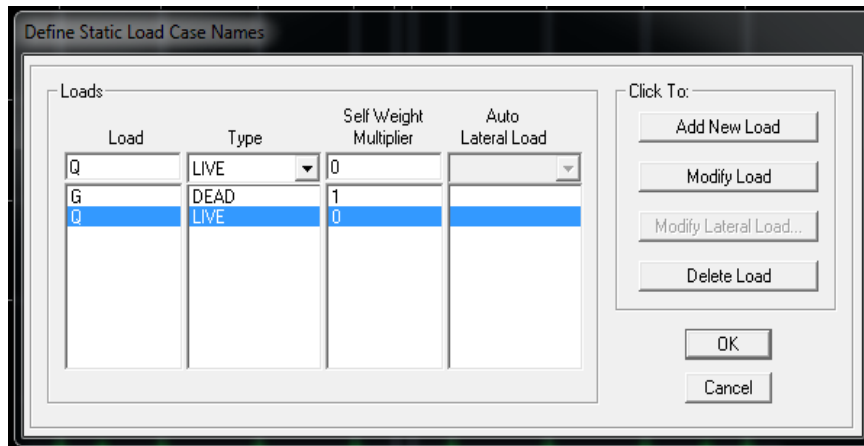 Define Static Load Case Names
Loads
Load Type Self Weight Multiplier Auto Lateral Load
Q LIVE 0
G DEAD 1
Q LIVE 0
Click To:
Add New Load
Modify Load
Modify Lateral Load...
Delete Load
OK
Cancel